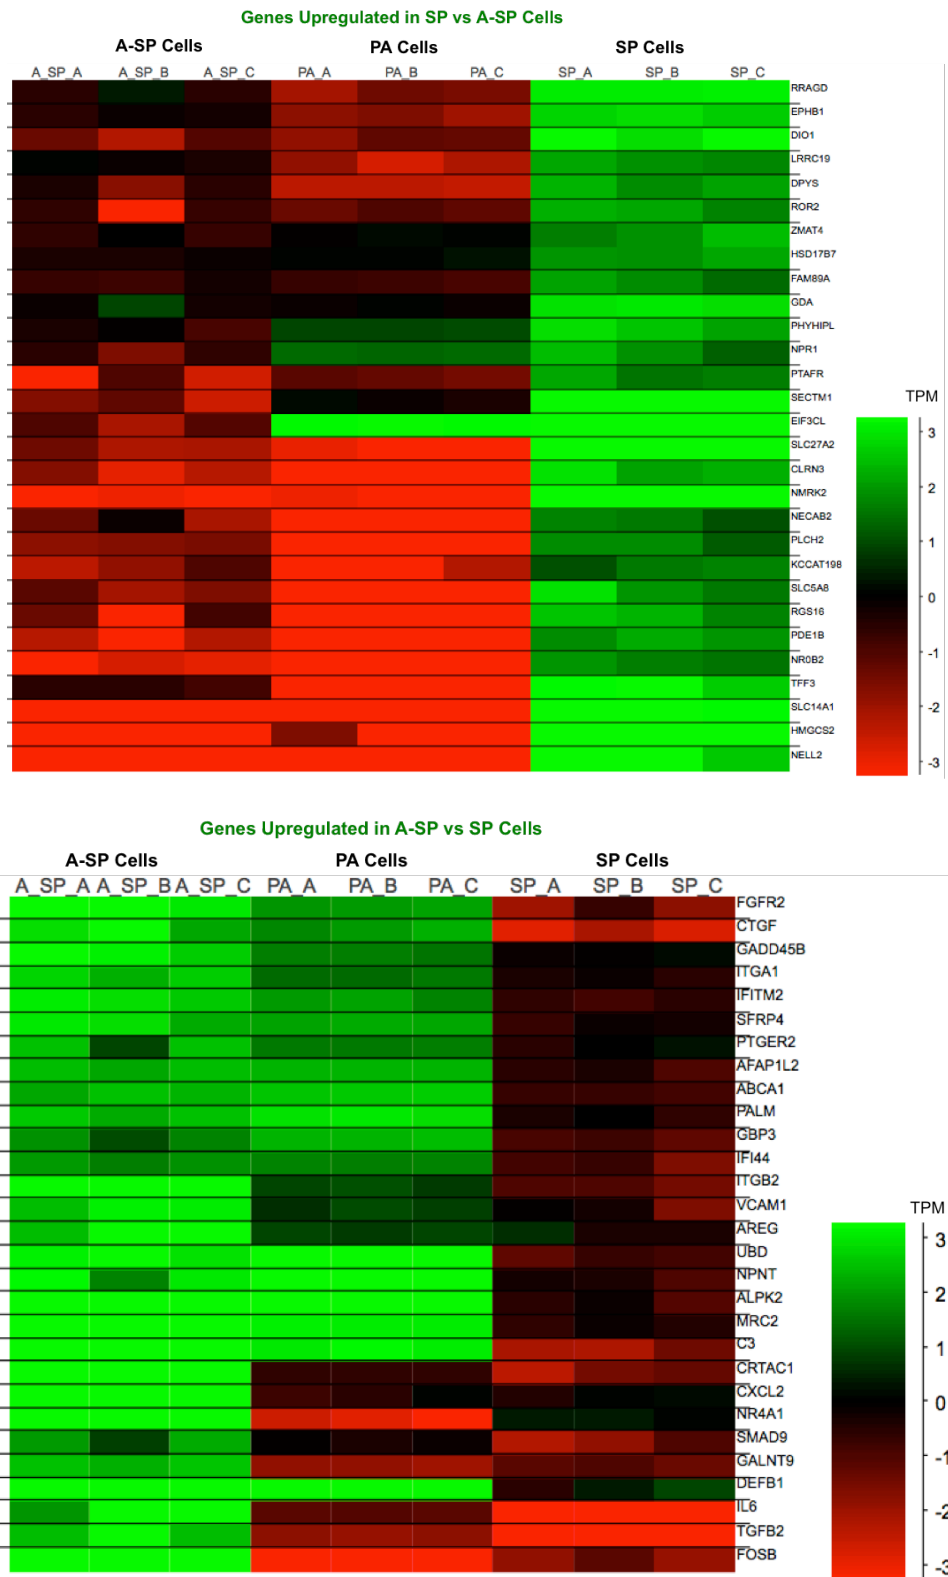 Genes Upregulated in SP vs A-SP Cells
A-SP Cells PA Cells SP Cells
A_SP_A A_SP_B A_SP_C PA_A PA_B PA_C SP_A SP_B SP_C
RRAGD
EPHB1
DIO1
LRRC19
DPYS
ROR2
ZMAT4
HSD17B7
FAM89A
GDA
PHYHIPL
NPR1
PTAFR
SECTM1
EIF3CL
SLC27A2
CLRN3
NMRK2
NECAB2
PLCH2
KCCAT198
SLC5A8
RGS16
PDE1B
NR0B2
TFF3
SLC14A1
HMGCS2
NELL2
TPM
3
2
1
0
-1
-2
-3
Genes Upregulated in A-SP vs SP Cells
A-SP Cells PA Cells SP Cells
A_SP_A A_SP_B A_SP_C PA_A PA_B PA_C SP_A SP_B SP_C
FGFR2
CTGF
GADD45B
ITGA1
IFITM2
SFRP4
PTGER2
AFAP1L2
ABCA1
PALM
GBP3
IFI44
ITGB2
VCAM1
AREG
UBD
NPNT
ALPK2
MRC2
C3
CRTAC1
CXCL2
NR4A1
SMAD9
GALNT9
DEFB1
IL6
TGFB2
FOSB
TPM
3
2
1
0
-1
-2
-3